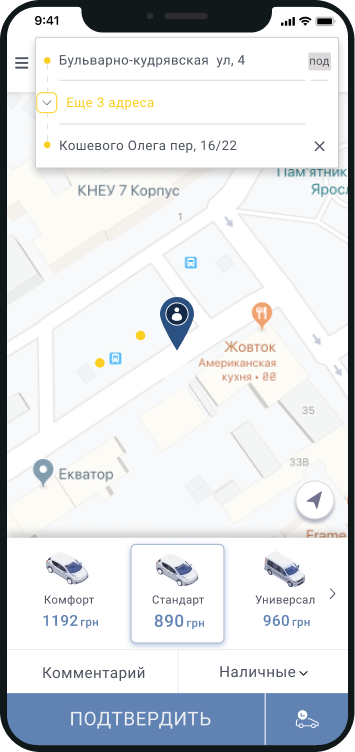 9:41
Бульварно-кудрявская ул, 4
под
Еще 3 адреса
Кошевого Олега пер, 16/22
Пам'ятник
Яросл
КНЕУ 7 Корпус
1
Жовток
Американская
кухня • ₴₴
35
33В
Екватор
Frame
Комфорт
1192 грн
Стандарт
890 грн
Универсал
960 грн
Комментарий
Наличные
ПОДТВЕРДИТЬ